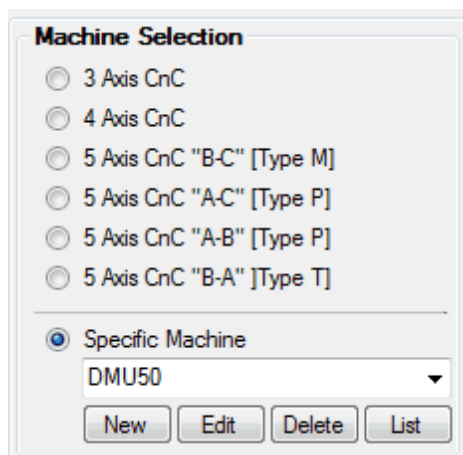 Machine Selection
3 Axis CnC
4 Axis CnC
5 Axis CnC "B-C" [Type M]
5 Axis CnC "A-C" [Type P]
5 Axis CnC "A-B" [Type P]
5 Axis CnC "B-A" ]Type T]
Specific Machine
DMU50
New Edit Delete List